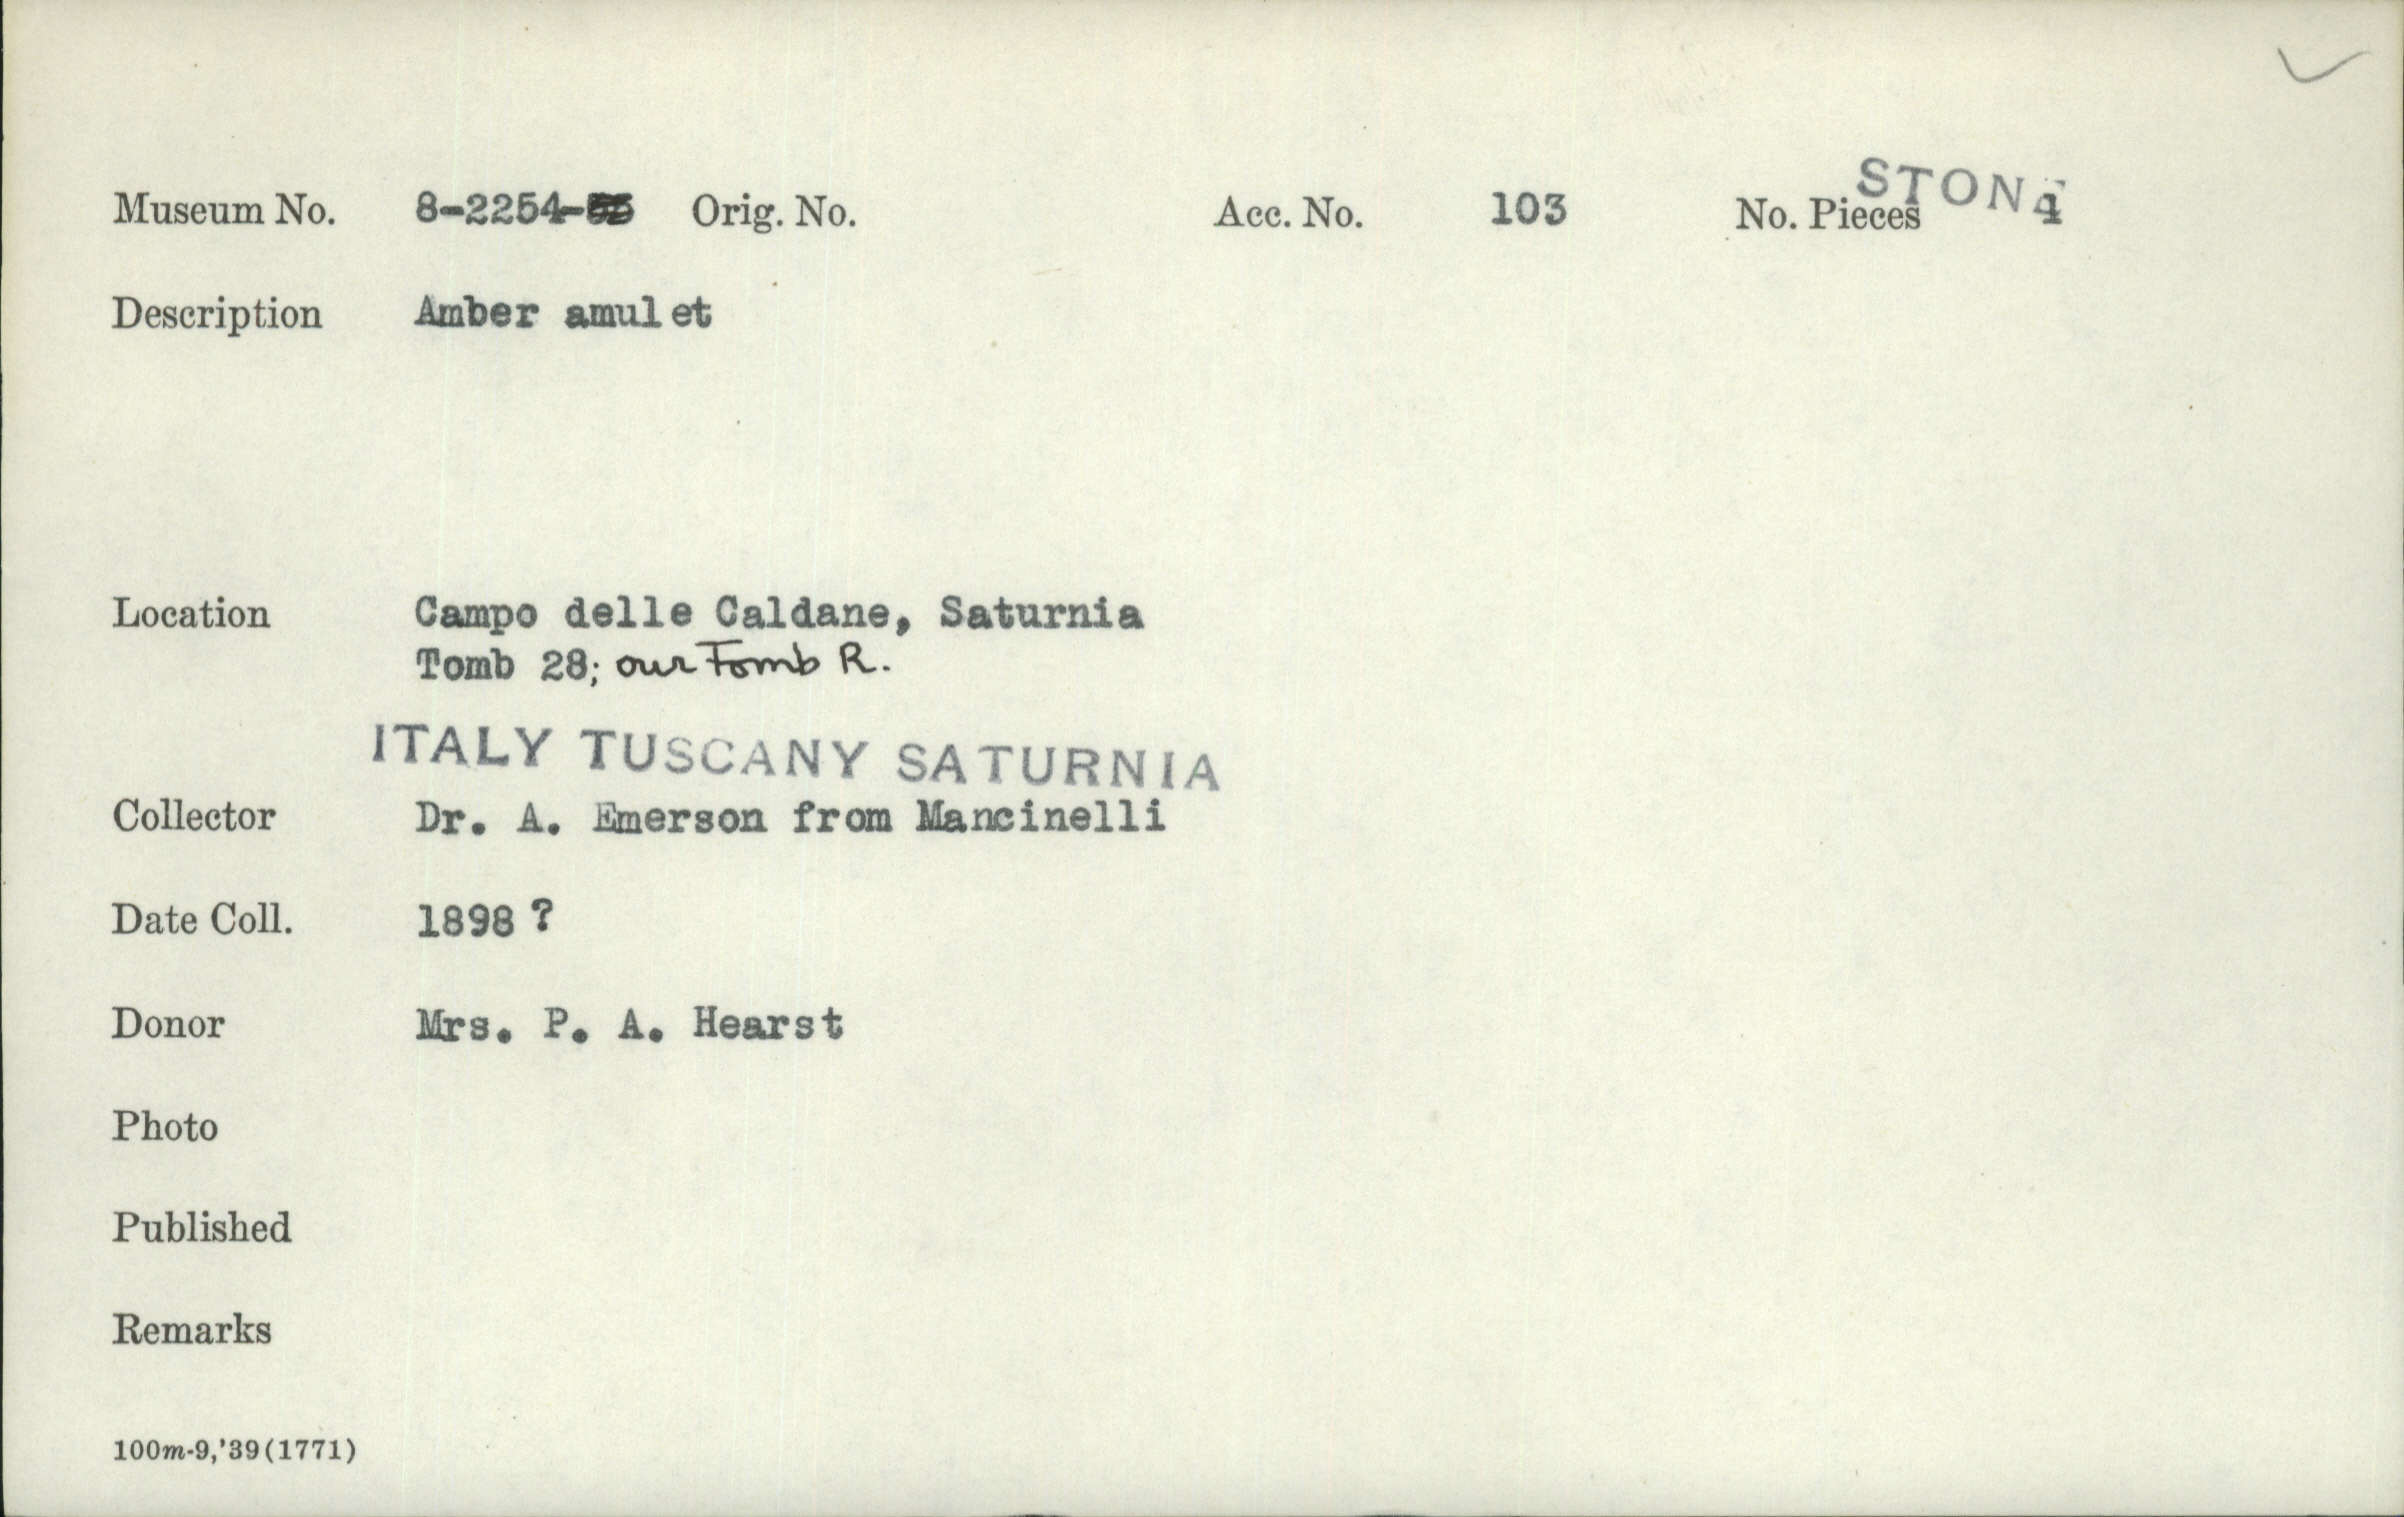 STON
Museum No. 8-2254- Orig. No. Acc. No. 103 No. Pieces 4
Description Amber amulet
Location Campo delle Caldane, Saturnia
Tomb 28; our Tomb R.
ITALY TUSCANY SATURNIA
Collector Dr. A. Emerson from Mancinelli
Date Coll. 1898 ?
Donor Mrs. P. A. Hearst
Photo
Published
Remarks
100m-9,'39(1771)